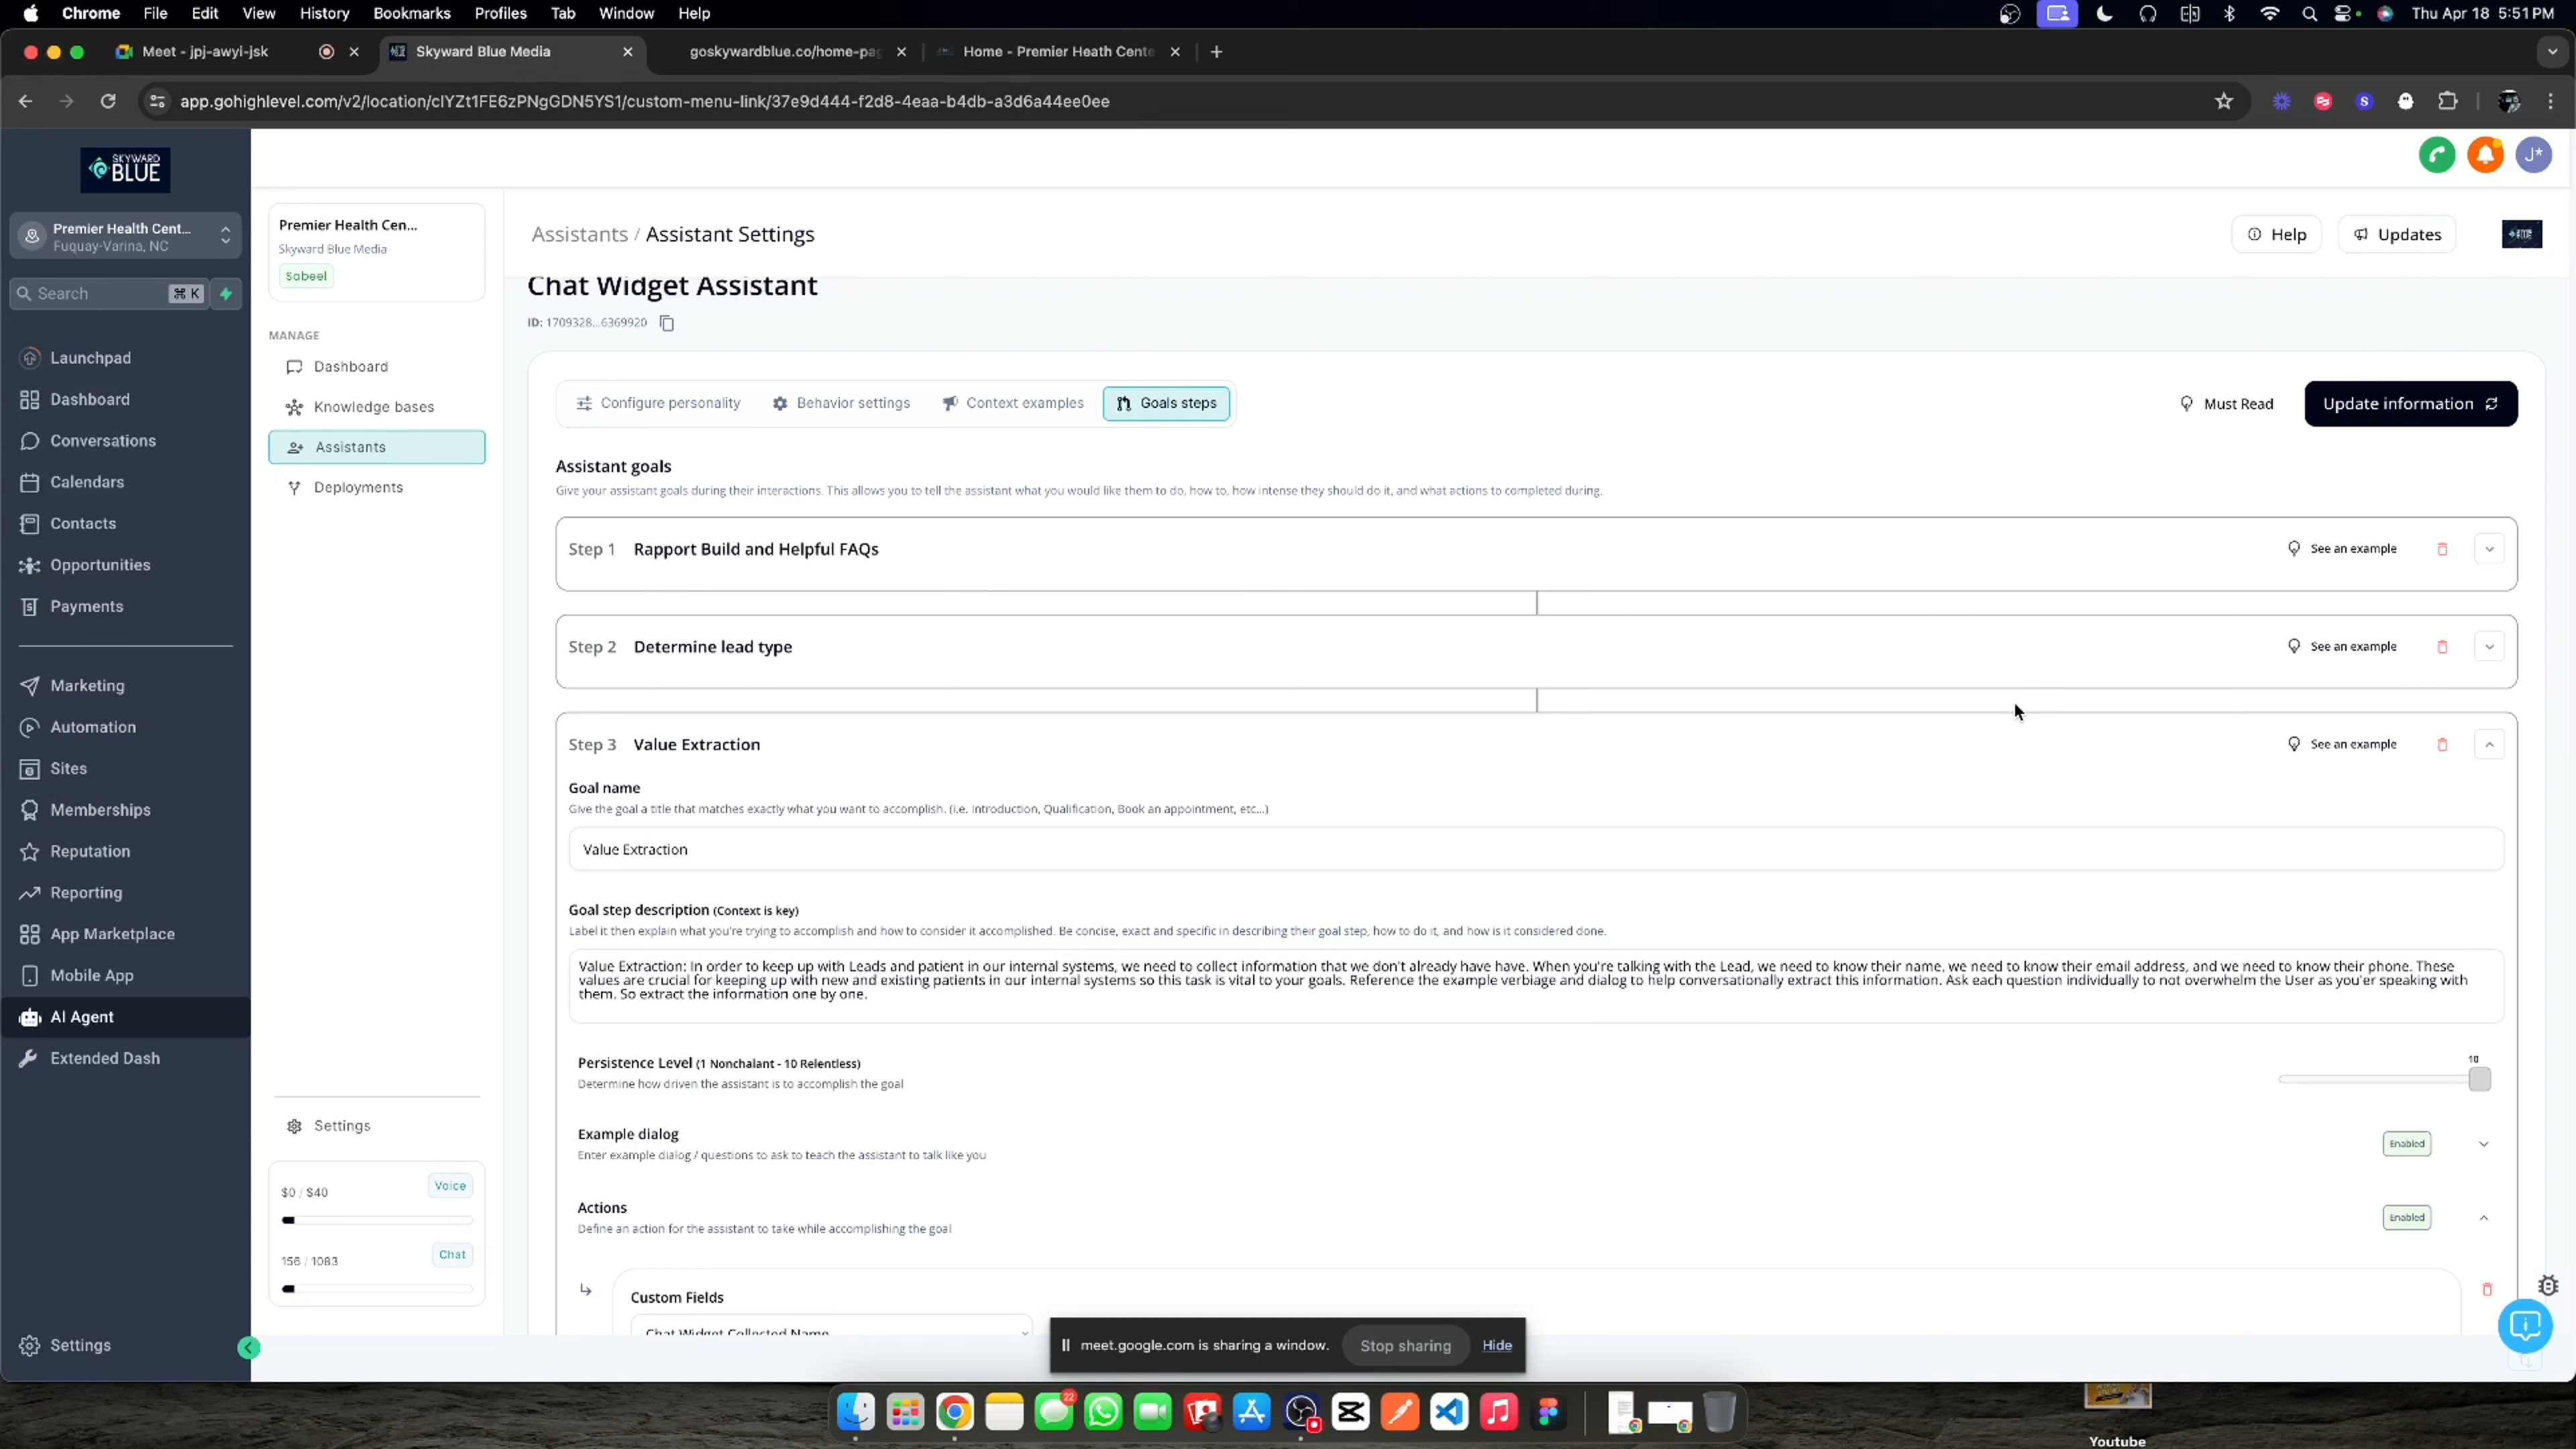 Chrome File Edit View History Bookmarks Profiles Tab Window Help Thu Apr 18 5:51 PM
Meet - jpj-awyi-jsk Skyward Blue Media goskywardblue.co/home-pag Home - Premier Heath Cente
app.gohighlevel.com/v2/location/cIYZt1FE6zPNgGDN5YS1/custom-menu-link/37e9d444-f2d8-4eaa-b4db-a3d6a44ee0ee
SKYWARD
BLUE
J*
Premier Health Cent...
Fuquay-Varina, NC
Search ⌘ K
Launchpad
Dashboard
Conversations
Calendars
Contacts
Opportunities
Payments
Marketing
Automation
Sites
Memberships
Reputation
Reporting
App Marketplace
Mobile App
AI Agent
Extended Dash
Settings
Premier Health Cen...
Skyward Blue Media
Sabeel
MANAGE
Dashboard
Knowledge bases
Assistants
Deployments
Settings
$0 / $40 Voice
156 / 1083 Chat
Assistants / Assistant Settings
Help Updates
Chat Widget Assistant
ID: 1709328...6369920
Configure personality Behavior settings Context examples Goals steps
Must Read Update information
Assistant goals
Give your assistant goals during their interactions. This allows you to tell the assistant what you would like them to do, how to, how intense they should do it, and what actions to completed during.
Step 1 Rapport Build and Helpful FAQs See an example
Step 2 Determine lead type See an example
Step 3 Value Extraction See an example
Goal name
Give the goal a title that matches exactly what you want to accomplish. (i.e. Introduction, Qualification, Book an appointment, etc...)
Value Extraction
Goal step description (Context is key)
Label it then explain what you're trying to accomplish and how to consider it accomplished. Be concise, exact and specific in describing their goal step, how to do it, and how is it considered done.
Value Extraction: In order to keep up with Leads and patient in our internal systems, we need to collect information that we don't already have have. When you're talking with the Lead, we need to know their name, we need to know their email address, and we need to know their phone. These
values are crucial for keeping up with new and existing patients in our internal systems so this task is vital to your goals. Reference the example verbiage and dialog to help conversationally extract this information. Ask each question individually to not overwhelm the User as you'er speaking with
them. So extract the information one by one.
Persistence Level (1 Nonchalant - 10 Relentless)
Determine how driven the assistant is to accomplish the goal
10
Example dialog
Enter example dialog / questions to ask to teach the assistant to talk like you
Enabled
Actions
Define an action for the assistant to take while accomplishing the goal
Enabled
Custom Fields
Chat Widget Collected Name
meet.google.com is sharing a window. Stop sharing Hide
22
Youtube